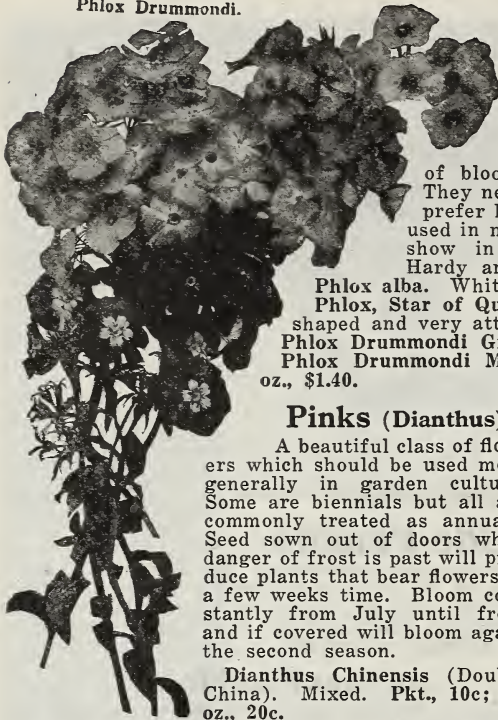 Phlox Drummondi.
of bloo
They ne
prefer
used in
show in
Hardy an
Phlox alba. Whit
Phlox, Star of Qu
shaped and very att
Phlox Drummondi G
Phlox Drummondi M
oz., $1.40.
Pinks (Dianthus)
A beautiful class of flo
ers which should be used mo
generally in garden cultu
Some are biennials but all a
commonly treated as annua
Seed sown out of doors wh
danger of frost is past will pr
duce plants that bear flowers
a few weeks time. Bloom co
stantly from July until fr
and if covered will bloom aga
the second season.
Dianthus Chinensis (Doub
China). Mixed. Pkt., 10c;
oz., 20c.